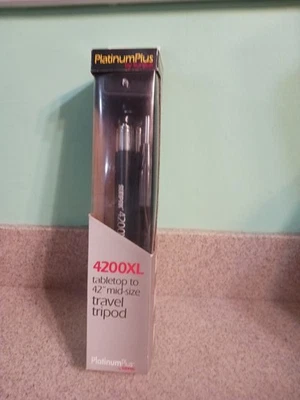 PlatinumPlus
4200XL
tabletop to
42" mid-size
travel
tripod
PlatinumPlus